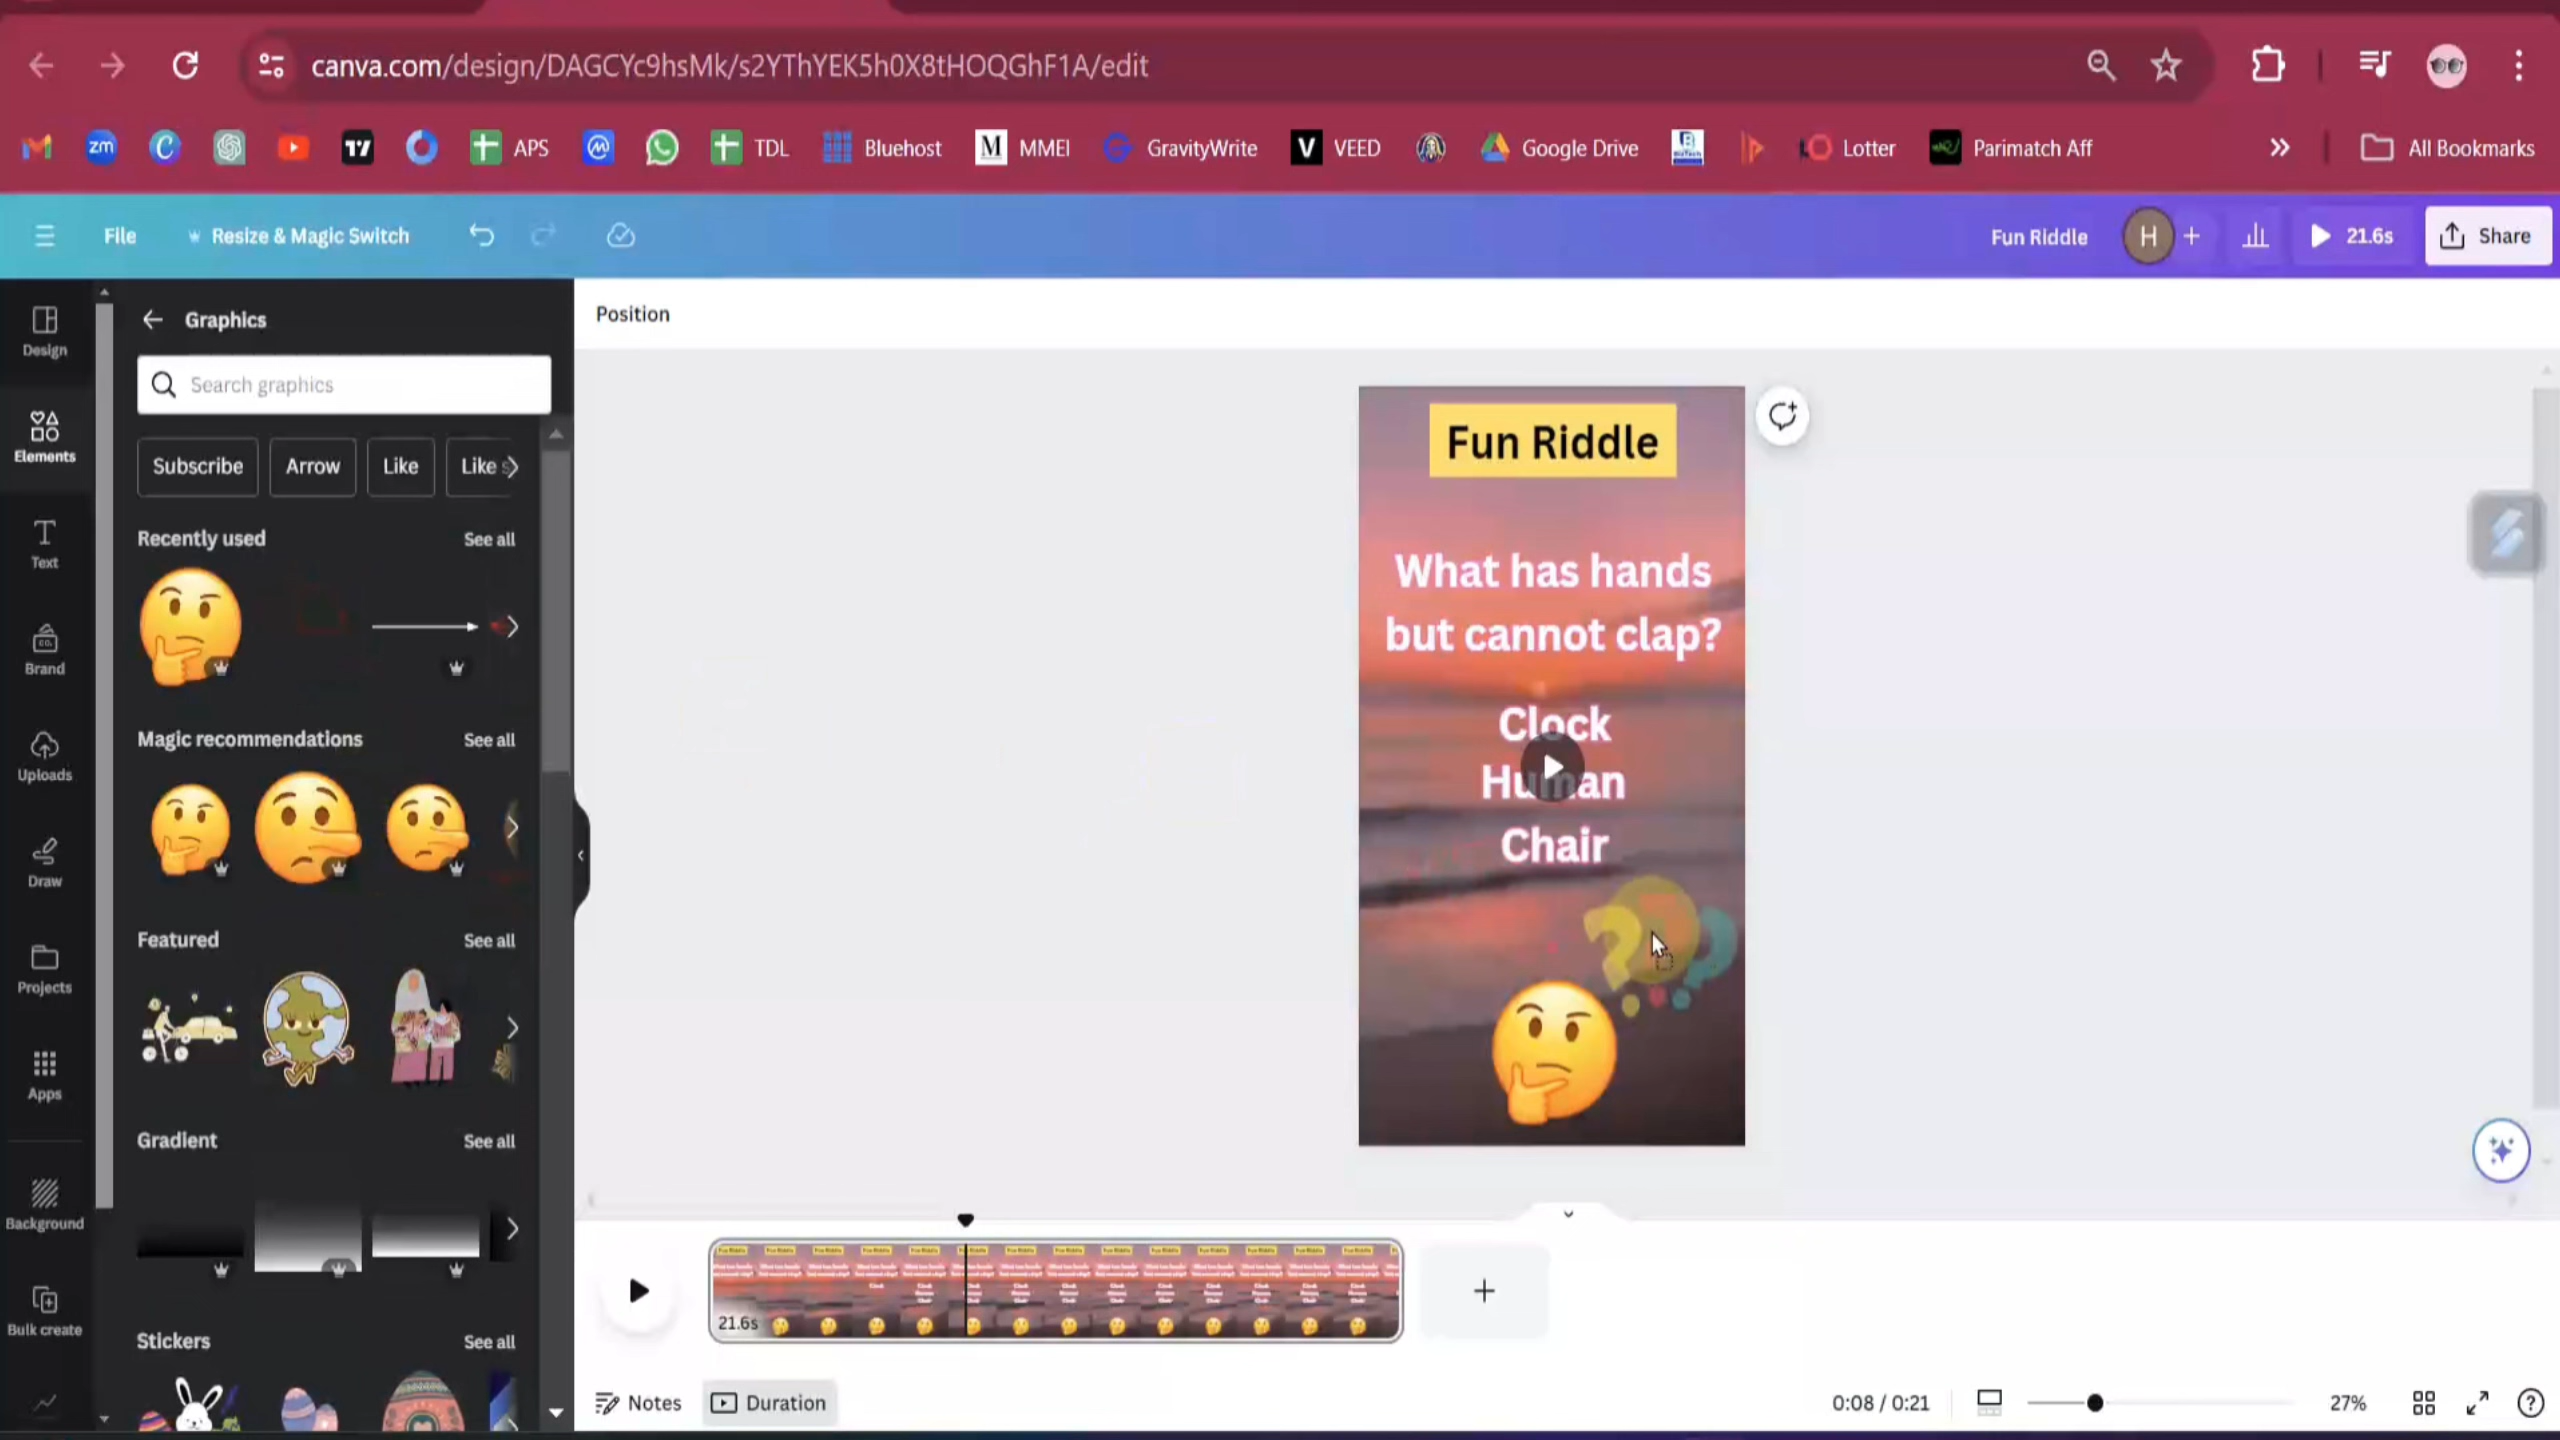 canva.com/design/DAGCYc9hsMk/s2YThYEK5h0X8tHOQGhF1A/edit
zm
APS
TDL
Bluehost
M
MMEI
GravityWrite
V
VEED
Google Drive
Lotter
Parimatch Aff
All Bookmarks
File
Resize & Magic Switch
Fun Riddle
H
21.6s
Share
Design
Elements
Text
Brand
Uploads
Draw
Projects
Apps
Background
Bulk create
Graphics
Search graphics
Subscribe
Arrow
Like
Like
Recently used
See all
Magic recommendations
See all
Featured
See all
Gradient
See all
Stickers
See all
Position
Fun Riddle
What has hands
but cannot clap?
Clock
Human
Chair
21.6s
Notes
Duration
0:08 / 0:21
27%